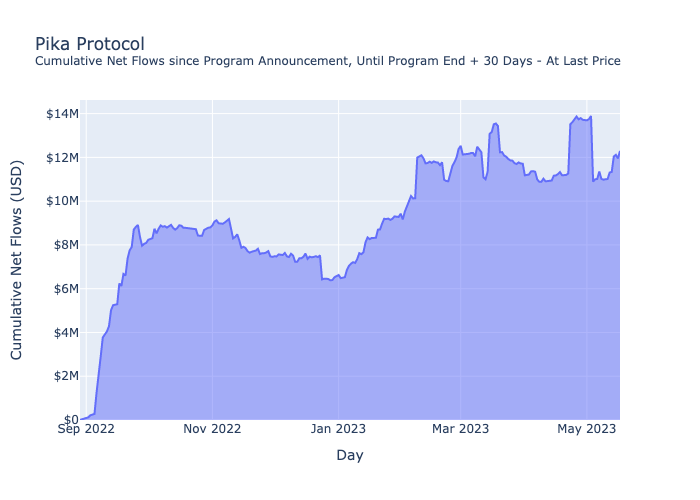 Pika Protocol
Cumulative Net Flows since Program Announcement, Until Program End + 30 Days - At Last Price
Cumulative Net Flows (USD)
$14M
$12M
$10M
$8M
$6M
$4M
$2M
$0
Sep 2022 Nov 2022 Jan 2023 Mar 2023 May 2023
Day